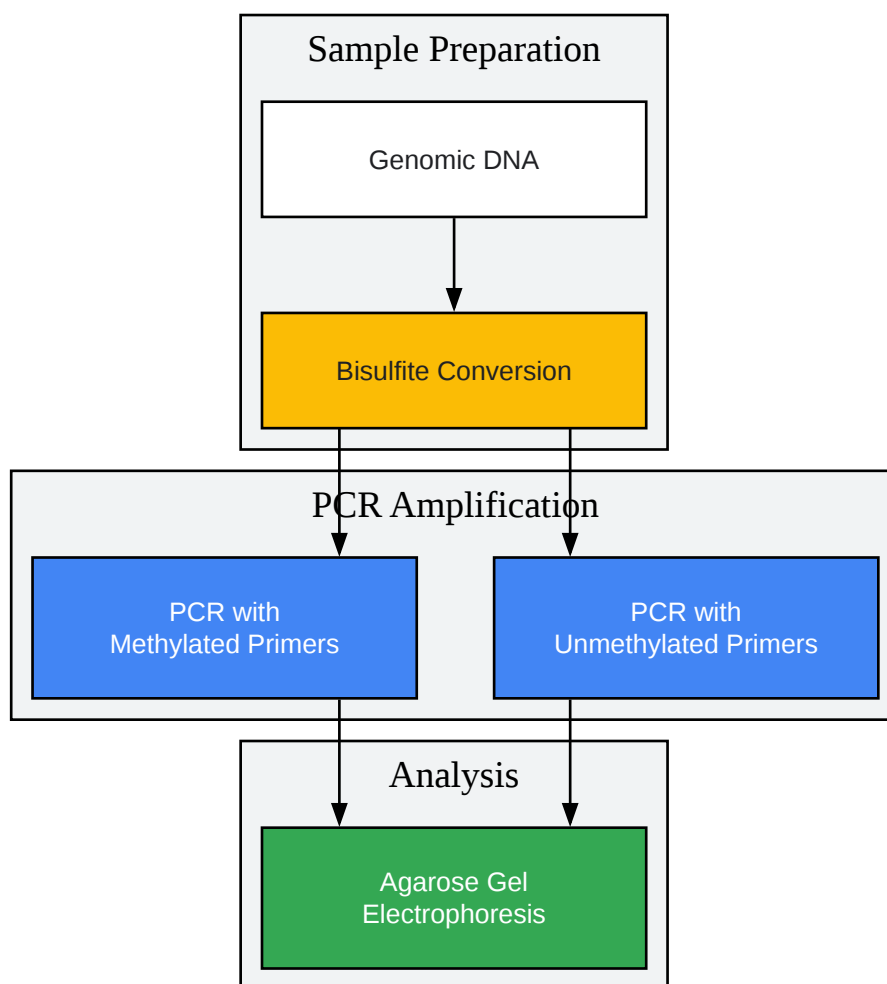 Sample Preparation
Genomic DNA
Bisulfite Conversion
PCR Amplification
PCR with
Methylated Primers
PCR with
Unmethylated Primers
Analysis
Agarose Gel
Electrophoresis